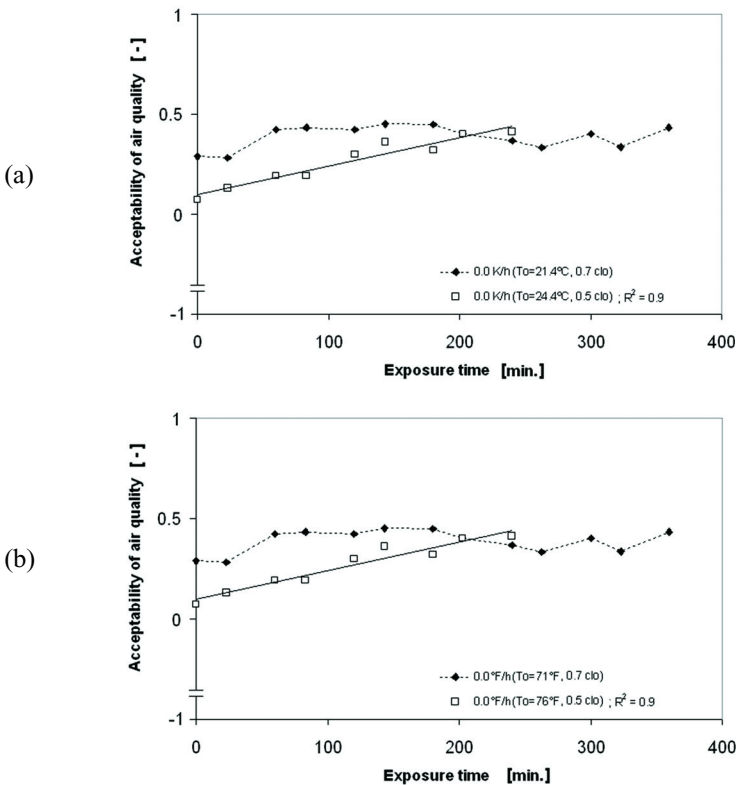 (a)
Acceptability of air quality [-]
1
0.5
0
-1
0.0 K/h (To=21.4ºC, 0.7 clo)
0.0 K/h (To=24.4ºC, 0.5 clo) ; R² = 0.9
0 100 200 300 400
Exposure time [min.]
(b)
Acceptability of air quality [-]
1
0.5
0
-1
0.0°F/h (To=71°F, 0.7 clo)
0.0°F/h (To=76°F, 0.5 clo) ; R² = 0.9
0 100 200 300 400
Exposure time [min.]